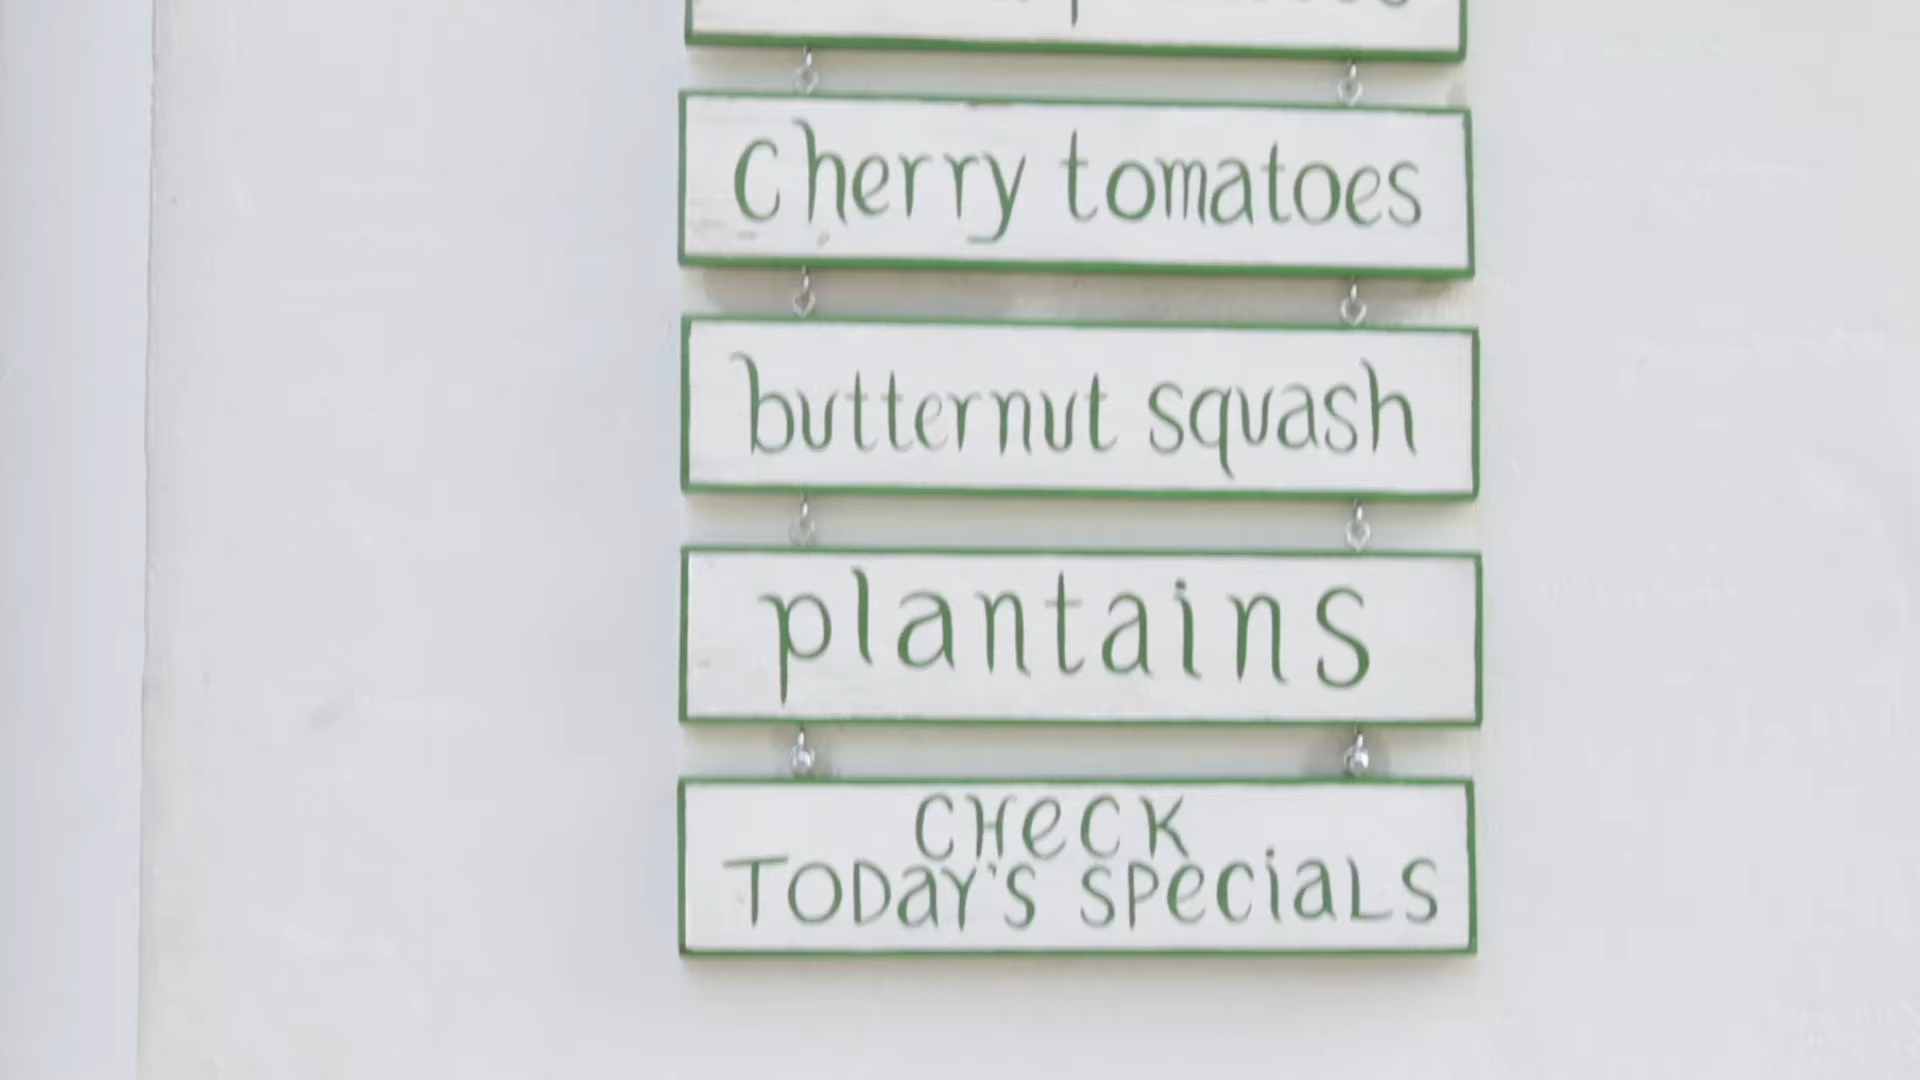 Cherry tomatoes
butternut squash
plantains
CHeCK
TODaY'S SPeCiaLS